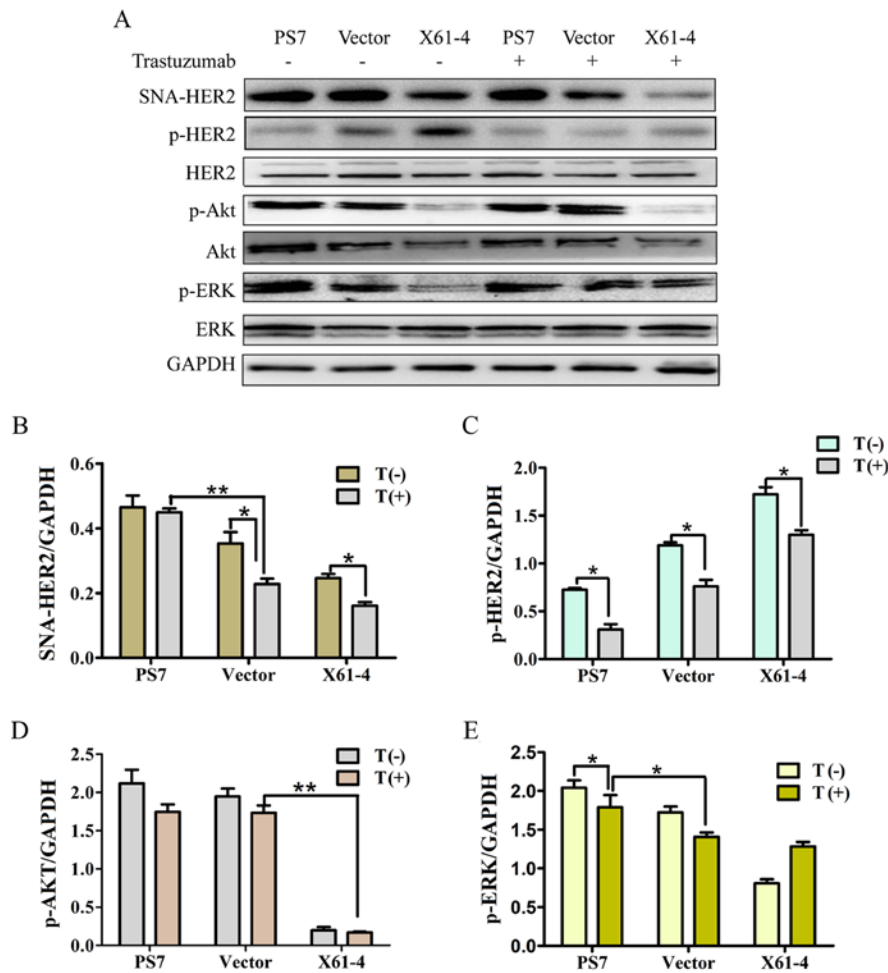 A
PS7 Vector X61-4 PS7 Vector X61-4
Trastuzumab - - - + + +
SNA-HER2
p-HER2
HER2
p-Akt
Akt
p-ERK
ERK
GAPDH
B
SNA-HER2/GAPDH
0.6
0.4
0.2
0.0
** * *
T(-)
T(+)
PS7 Vector X61-4
C
p-HER2/GAPDH
2.0
1.5
1.0
0.5
0.0
* * *
T(-)
T(+)
PS7 Vector X61-4
D
p-AKT/GAPDH
2.5
2.0
1.5
1.0
0.5
0.0
**
T(-)
T(+)
PS7 Vector X61-4
E
p-ERK/GAPDH
2.5
2.0
1.5
1.0
0.5
0.0
* *
T(-)
T(+)
PS7 Vector X61-4